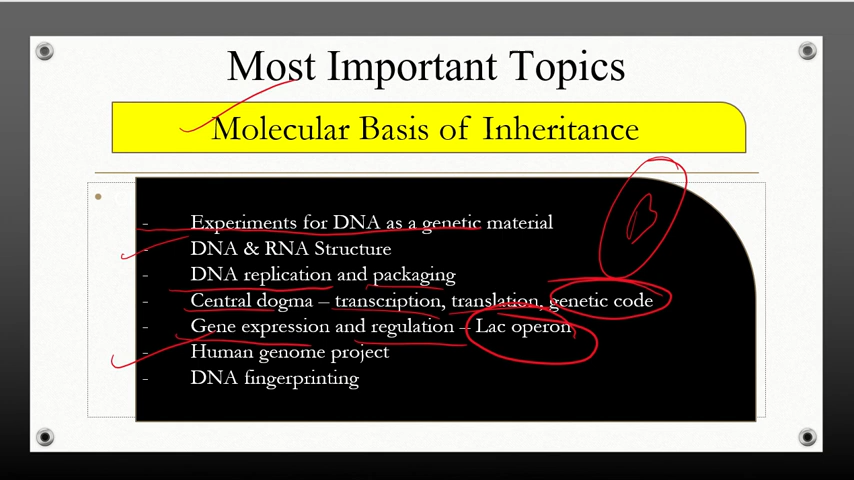 Most Important Topics
Molecular Basis of Inheritance
- Experiments for DNA as a genetic material
- DNA & RNA Structure
- DNA replication and packaging
- Central dogma – transcription, translation, genetic code
- Gene expression and regulation – Lac operon
- Human genome project
- DNA fingerprinting